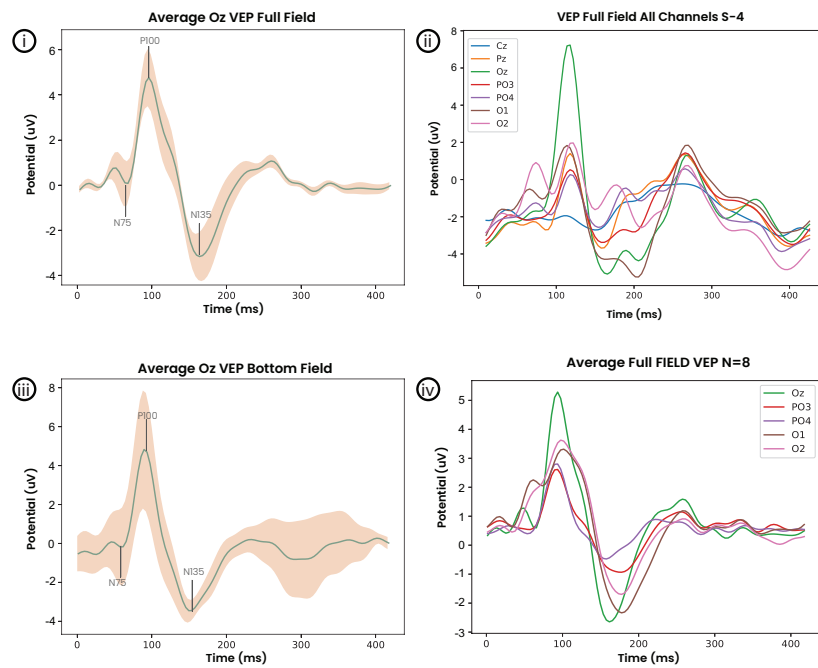 i
Average Oz VEP Full Field
P100
N75
N135
Potential (uV)
6
4
2
0
-2
-4
0
100
200
300
400
Time (ms)
ii
VEP Full Field All Channels S-4
Cz
Pz
Oz
PO3
PO4
O1
O2
Potential (uV)
8
6
4
2
0
-2
-4
0
100
200
300
400
Time (ms)
iii
Average Oz VEP Bottom Field
P100
N75
N135
Potential (uV)
8
6
4
2
0
-2
-4
0
100
200
300
400
Time (ms)
iv
Average Full FIELD VEP N=8
Oz
PO3
PO4
O1
O2
Potential (uV)
5
4
3
2
1
0
-1
-2
-3
0
100
200
300
400
Time (ms)